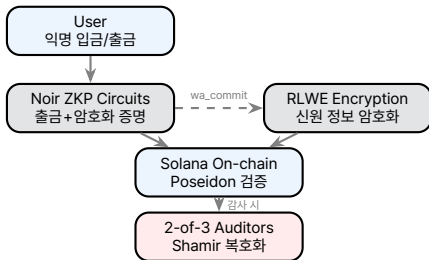 User
익명 입금/출금
Noir ZKP Circuits
출금+암호화 증명
wa_commit
RLWE Encryption
신원 정보 암호화
Solana On-chain
Poseidon 검증
감사 시
2-of-3 Auditors
Shamir 복호화